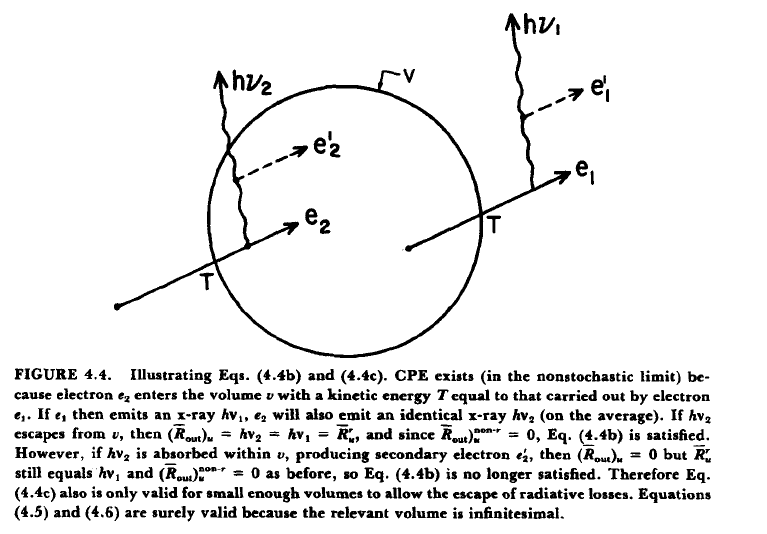 hν₁
V
hν₂
e'₁
e'₂
e₁
e₂
T
T
FIGURE 4.4. Illustrating Eqs. (4.4b) and (4.4c). CPE exists (in the nonstochastic limit) be-
cause electron e₂ enters the volume v with a kinetic energy T equal to that carried out by electron
e₁. If e₁ then emits an x-ray hν₁, e₂ will also emit an identical x-ray hν₂ (on the average). If hν₂
escapes from v, then (R̅out)u = hν₂ = hν₁ = R̅ʳu, and since R̅out)uⁿᵒⁿ⁻ʳ = 0, Eq. (4.4b) is satisfied.
However, if hν₂ is absorbed within v, producing secondary electron e'₂, then (R̅out)u = 0 but R̅ʳu
still equals hν₁ and (R̅out)uⁿᵒⁿ⁻ʳ = 0 as before, so Eq. (4.4b) is no longer satisfied. Therefore Eq.
(4.4c) also is only valid for small enough volumes to allow the escape of radiative losses. Equations
(4.5) and (4.6) are surely valid because the relevant volume is infinitesimal.